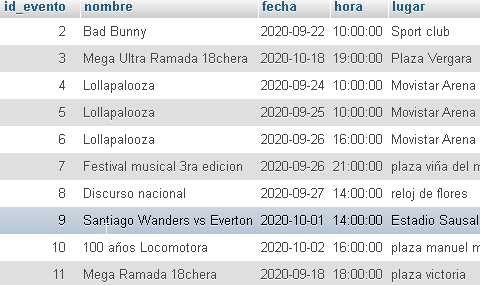 id_evento nombre fecha hora lugar
2 Bad Bunny 2020-09-22 10:00:00 Sport club
3 Mega Ultra Ramada 18chera 2020-10-18 19:00:00 Plaza Vergara
4 Lollapalooza 2020-09-24 10:00:00 Movistar Arena
5 Lollapalooza 2020-09-25 10:00:00 Movistar Arena
6 Lollapalooza 2020-09-26 16:00:00 Movistar Arena
7 Festival musical 3ra edicion 2020-09-26 21:00:00 plaza viña del m
8 Discurso nacional 2020-09-27 14:00:00 reloj de flores
9 Santiago Wanders vs Everton 2020-10-01 14:00:00 Estadio Sausal
10 100 años Locomotora 2020-10-02 16:00:00 plaza manuel m
11 Mega Ramada 18chera 2020-09-18 18:00:00 plaza victoria